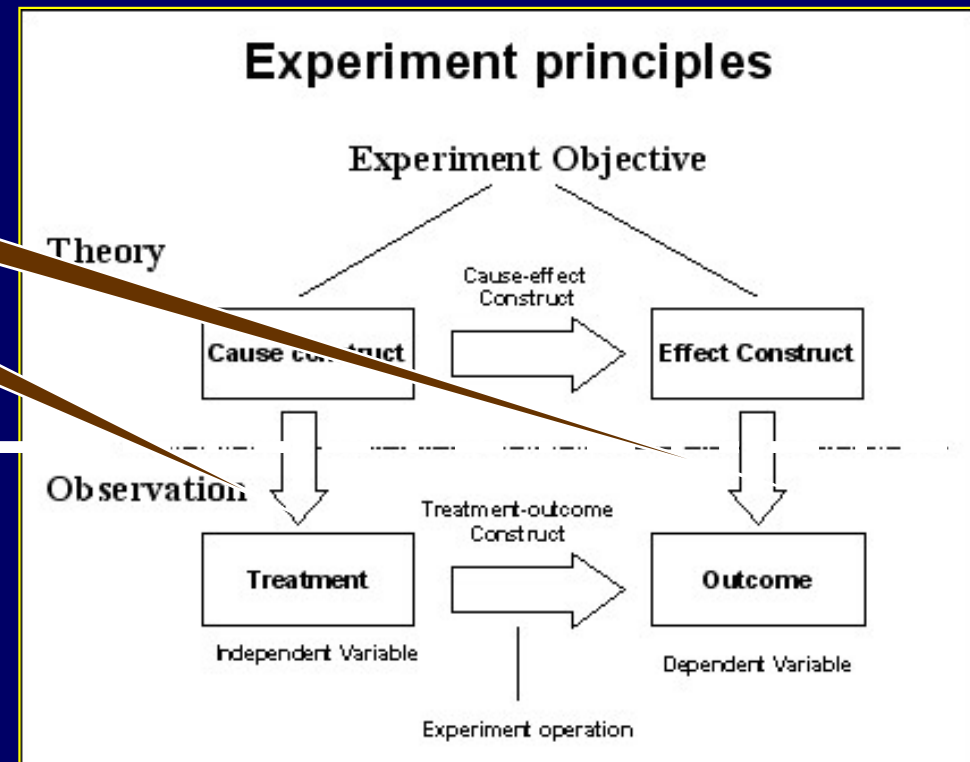 Experiment principles
Experiment Objective
Theory
Cause-effect
Construct
Cause construct
Effect Construct
Observation
Treatment-outcome
Construct
Treatment
Outcome
Independent Variable
Dependent Variable
Experiment operation